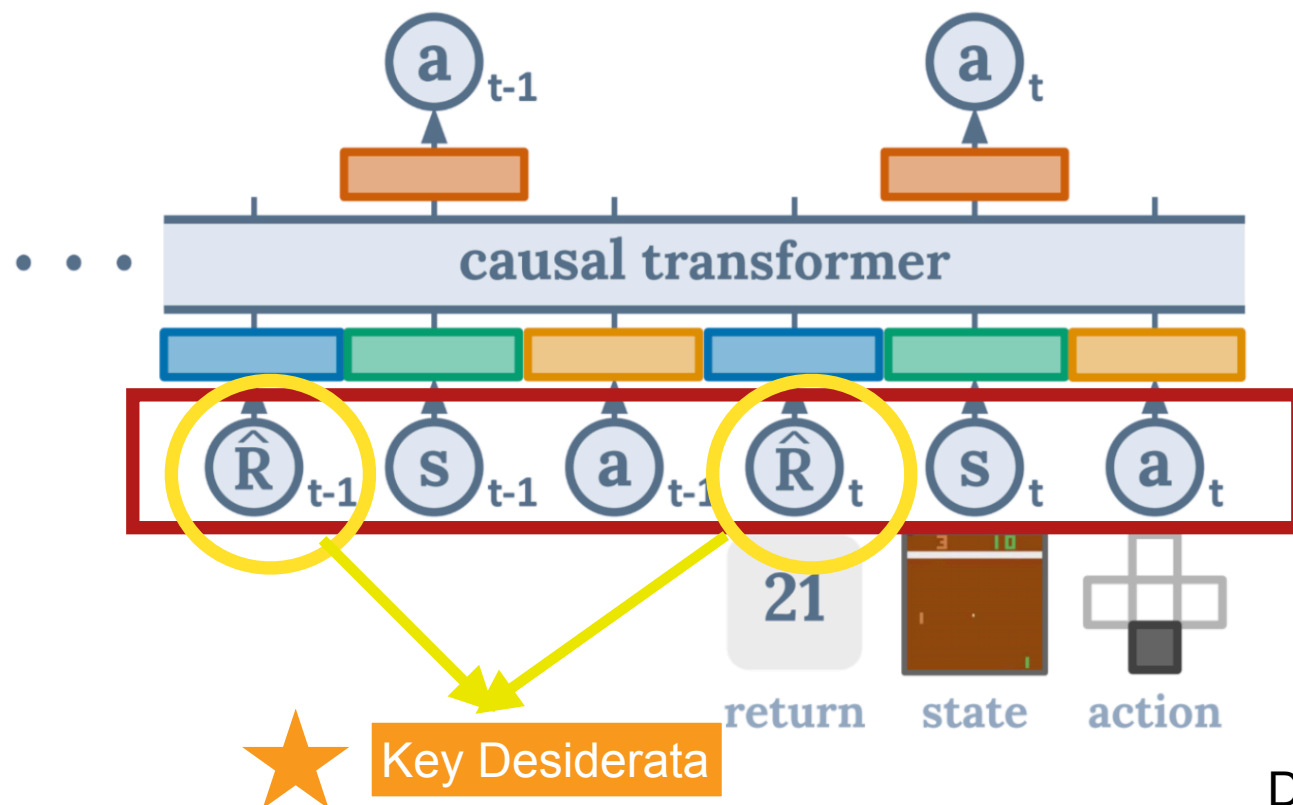 a t-1 a t
causal transformer
R̂ t-1 s t-1 a t-1 R̂ t s t a t
3 10
21
return state action
Key Desiderata
D